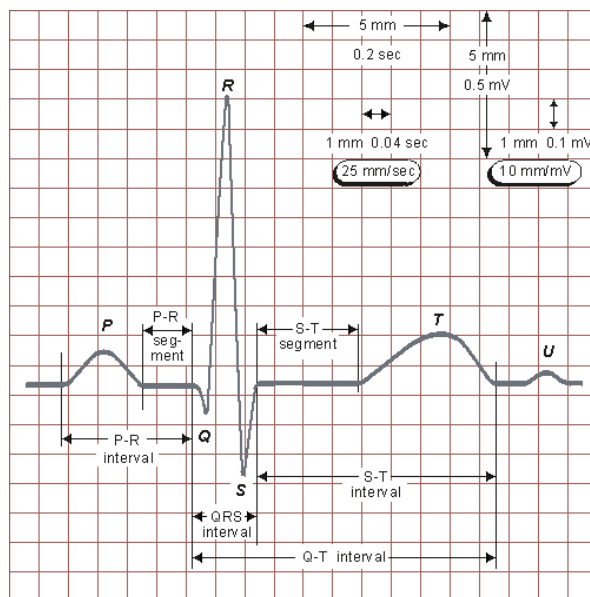 5 mm
0.2 sec
5 mm
0.5 mV
1 mm 0.04 sec
25 mm/sec
1 mm 0.1 mV
10 mm/mV
R
P-R
seg-
ment
P
S-T
segment
T
U
Q
P-R
interval
S
S-T
interval
QRS
interval
Q-T interval